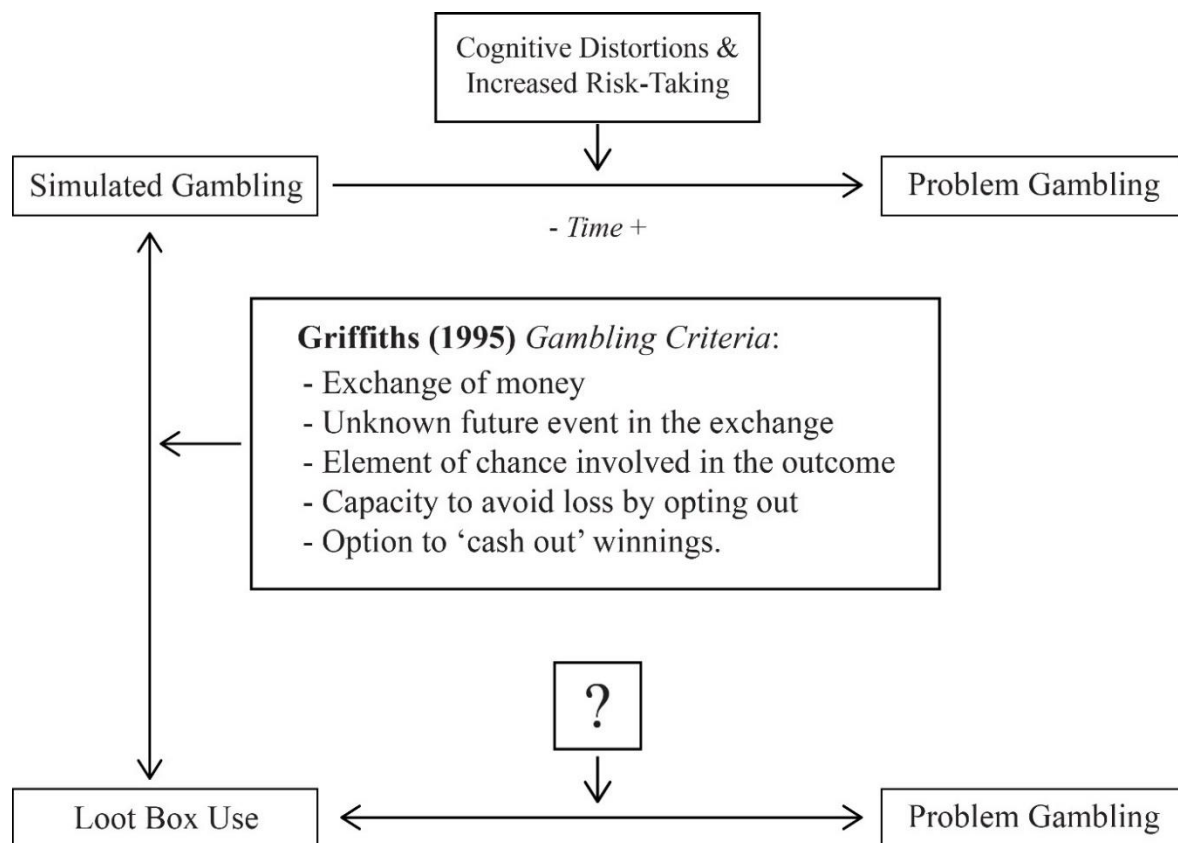 Cognitive Distortions &
Increased Risk-Taking
Simulated Gambling
Problem Gambling
- Time +
Griffiths (1995) Gambling Criteria:
- Exchange of money
- Unknown future event in the exchange
- Element of chance involved in the outcome
- Capacity to avoid loss by opting out
- Option to ‘cash out’ winnings.
?
Loot Box Use
Problem Gambling